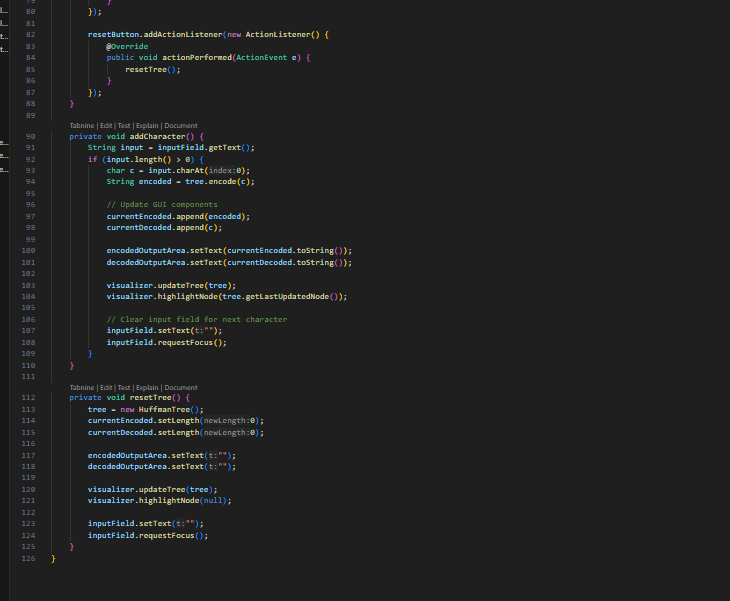 79 }
80 });
81
82 resetButton.addActionListener(new ActionListener() {
83 @Override
84 public void actionPerformed(ActionEvent e) {
85 resetTree();
86 }
87 });
88 }
89
Tabnine | Edit | Test | Explain | Document
90 private void addCharacter() {
91 String input = inputField.getText();
92 if (input.length() > 0) {
93 char c = input.charAt(index:0);
94 String encoded = tree.encode(c);
95
96 // Update GUI components
97 currentEncoded.append(encoded);
98 currentDecoded.append(c);
99
100 encodedOutputArea.setText(currentEncoded.toString());
101 decodedOutputArea.setText(currentDecoded.toString());
102
103 visualizer.updateTree(tree);
104 visualizer.highlightNode(tree.getLastUpdatedNode());
105
106 // Clear input field for next character
107 inputField.setText(t:"");
108 inputField.requestFocus();
109 }
110 }
111
Tabnine | Edit | Test | Explain | Document
112 private void resetTree() {
113 tree = new HuffmanTree();
114 currentEncoded.setLength(newLength:0);
115 currentDecoded.setLength(newLength:0);
116
117 encodedOutputArea.setText(t:"");
118 decodedOutputArea.setText(t:"");
119
120 visualizer.updateTree(tree);
121 visualizer.highlightNode(null);
122
123 inputField.setText(t:"");
124 inputField.requestFocus();
125 }
126 }